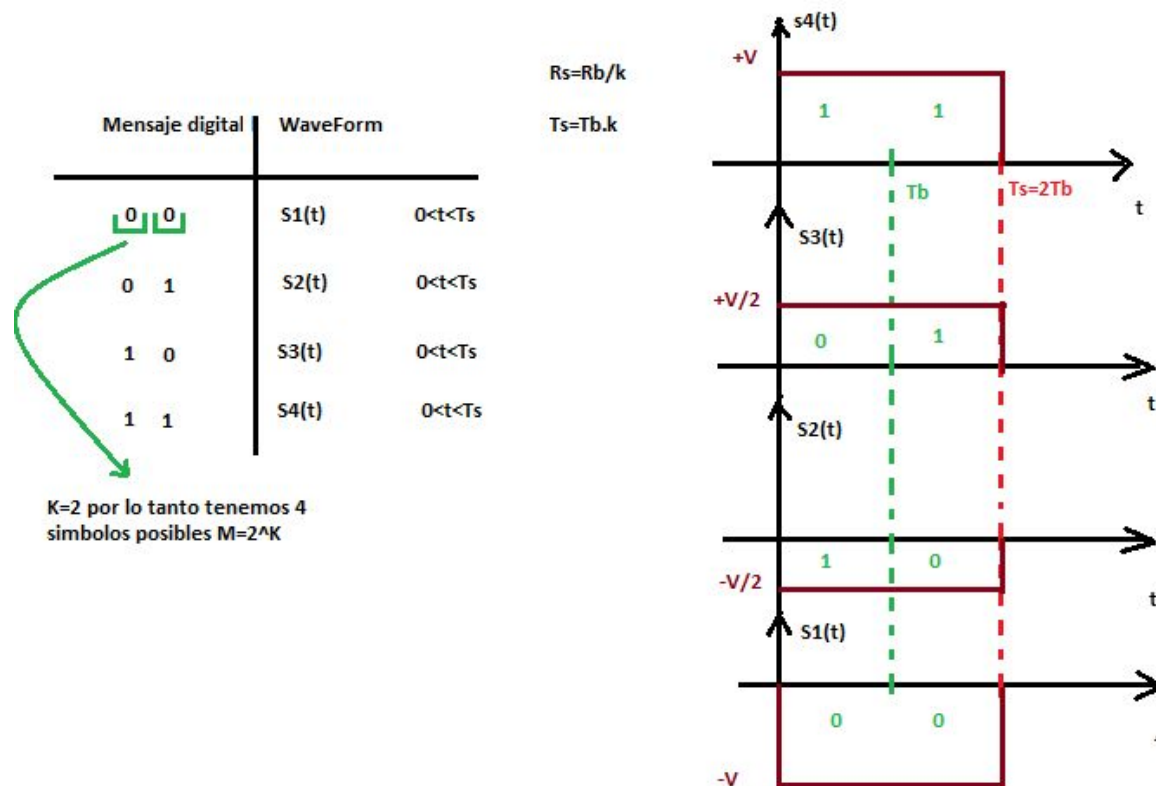 Mensaje digital WaveForm
0 0 S1(t) 0<t<Ts
0 1 S2(t) 0<t<Ts
1 0 S3(t) 0<t<Ts
1 1 S4(t) 0<t<Ts
K=2 por lo tanto tenemos 4
simbolos posibles M=2^K
Rs=Rb/k
Ts=Tb.k
s4(t)
+V
1 1
Tb Ts=2Tb
t
S3(t)
+V/2
0 1
t
S2(t)
1 0
-V/2
t
S1(t)
0 0
-V